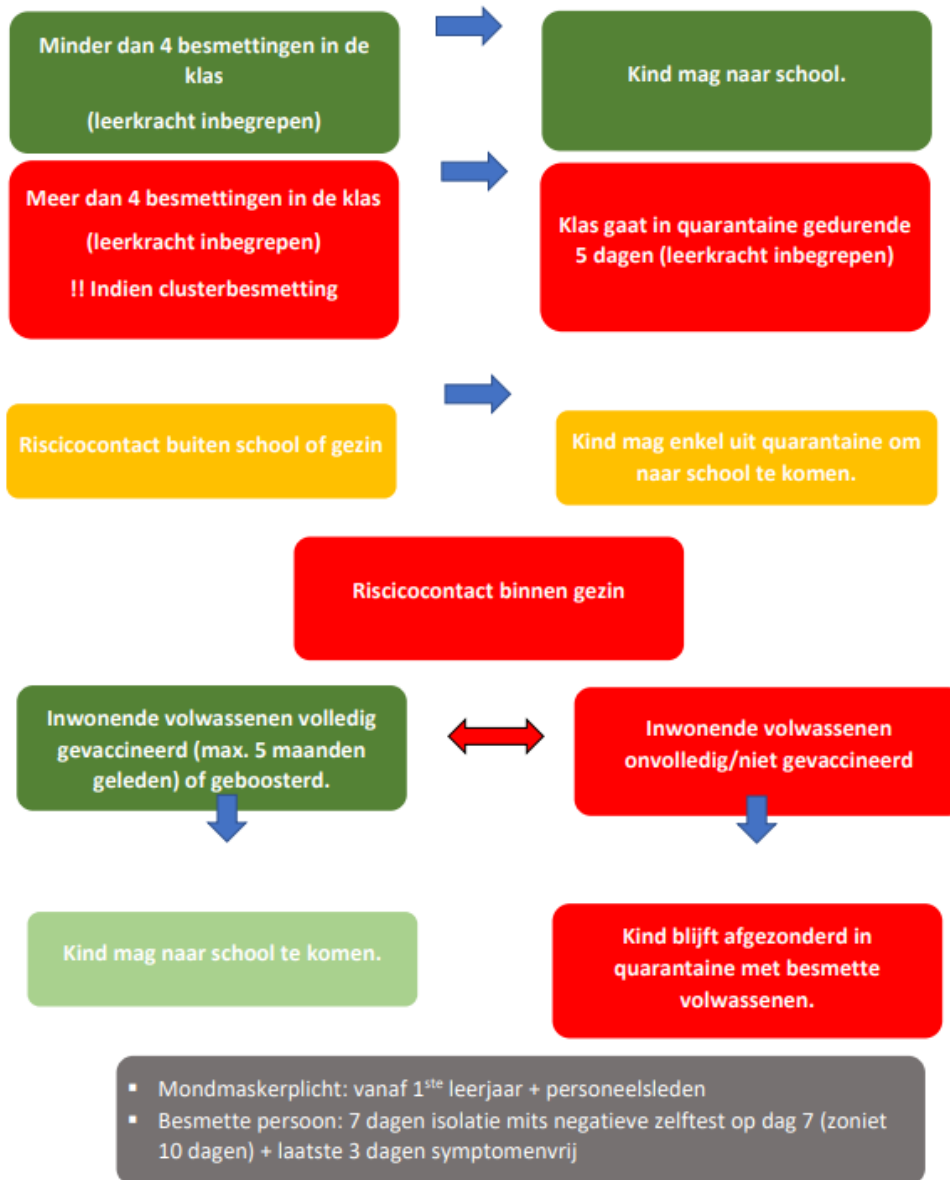 Minder dan 4 besmettingen in de
klas
(leerkracht inbegrepen)
Kind mag naar school.
Meer dan 4 besmettingen in de klas
(leerkracht inbegrepen)
!! Indien clusterbesmetting
Klas gaat in quarantaine gedurende
5 dagen (leerkracht inbegrepen)
Riscicocontact buiten school of gezin
Kind mag enkel uit quarantaine om
naar school te komen.
Riscicocontact binnen gezin
Inwonende volwassenen volledig
gevaccineerd (max. 5 maanden
geleden) of geboosterd.
Inwonende volwassenen
onvolledig/niet gevaccineerd
Kind mag naar school te komen.
Kind blijft afgezonderd in
quarantaine met besmette
volwassenen.
▪ Mondmaskerplicht: vanaf 1ste leerjaar + personeelsleden
▪ Besmette persoon: 7 dagen isolatie mits negatieve zelftest op dag 7 (zoniet
10 dagen) + laatste 3 dagen symptomenvrij